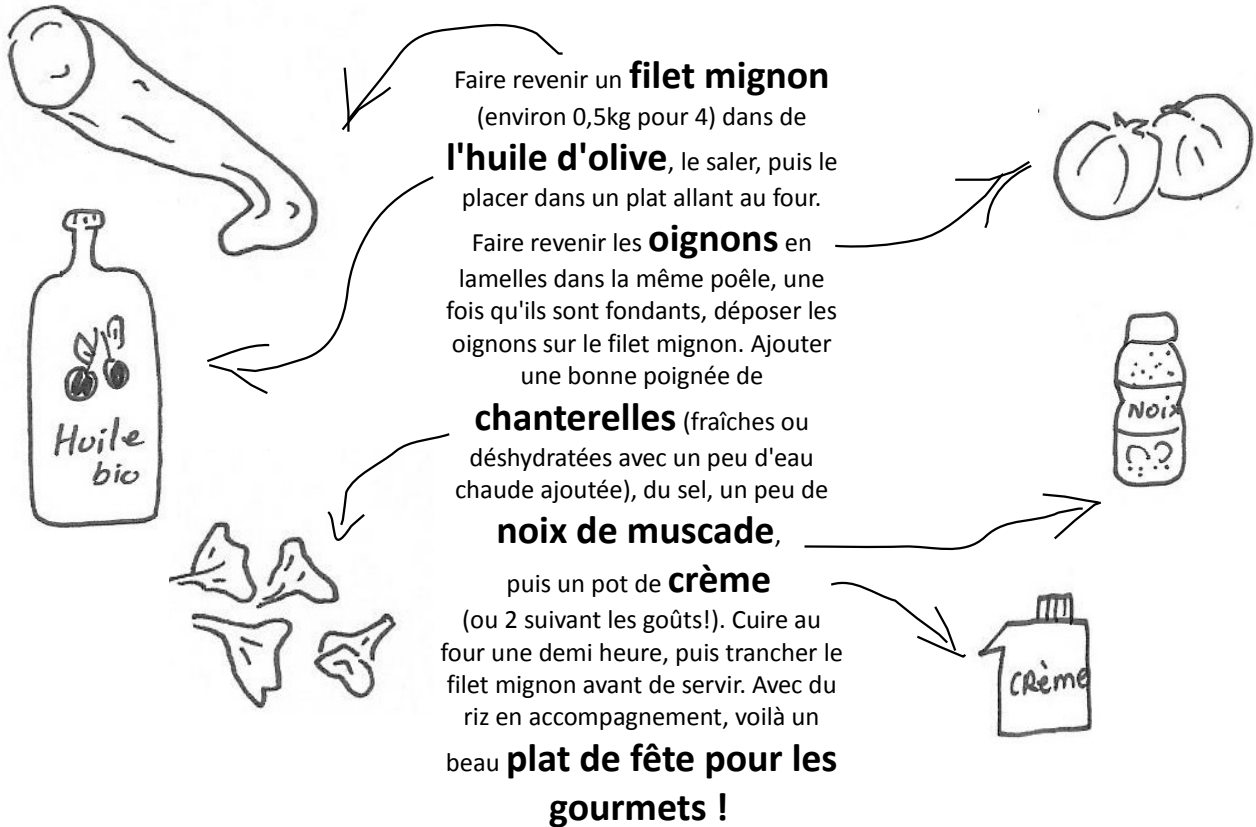 Faire revenir un filet mignon
(environ 0,5kg pour 4) dans de
l'huile d'olive, le saler, puis le
placer dans un plat allant au four.
Faire revenir les oignons en
lamelles dans la même poêle, une
fois qu'ils sont fondants, déposer les
oignons sur le filet mignon. Ajouter
une bonne poignée de
chanterelles (fraîches ou
déshydratées avec un peu d'eau
chaude ajoutée), du sel, un peu de
noix de muscade,
puis un pot de crème
(ou 2 suivant les goûts!). Cuire au
four une demi heure, puis trancher le
filet mignon avant de servir. Avec du
riz en accompagnement, voilà un
beau plat de fête pour les
gourmets !
Huile
bio
Noix
CRème